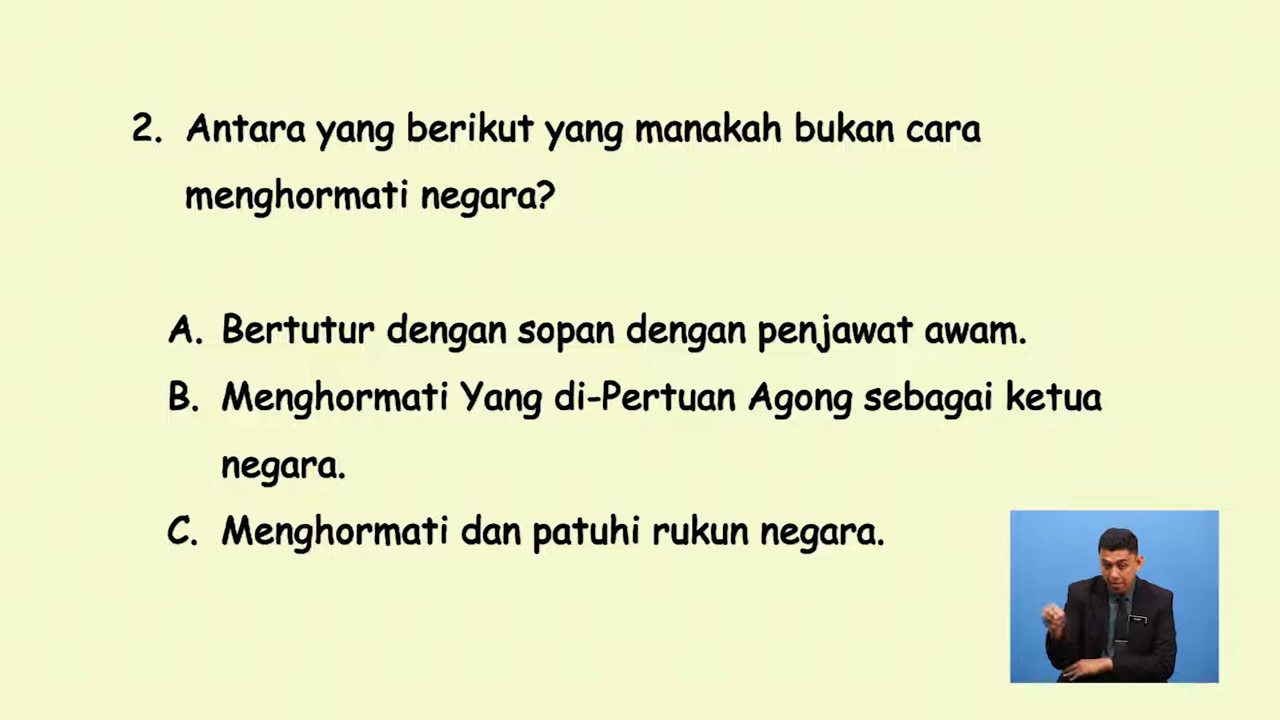 2. Antara yang berikut yang manakah bukan cara
menghormati negara?
A. Bertutur dengan sopan dengan penjawat awam.
B. Menghormati Yang di-Pertuan Agong sebagai ketua
negara.
C. Menghormati dan patuhi rukun negara.